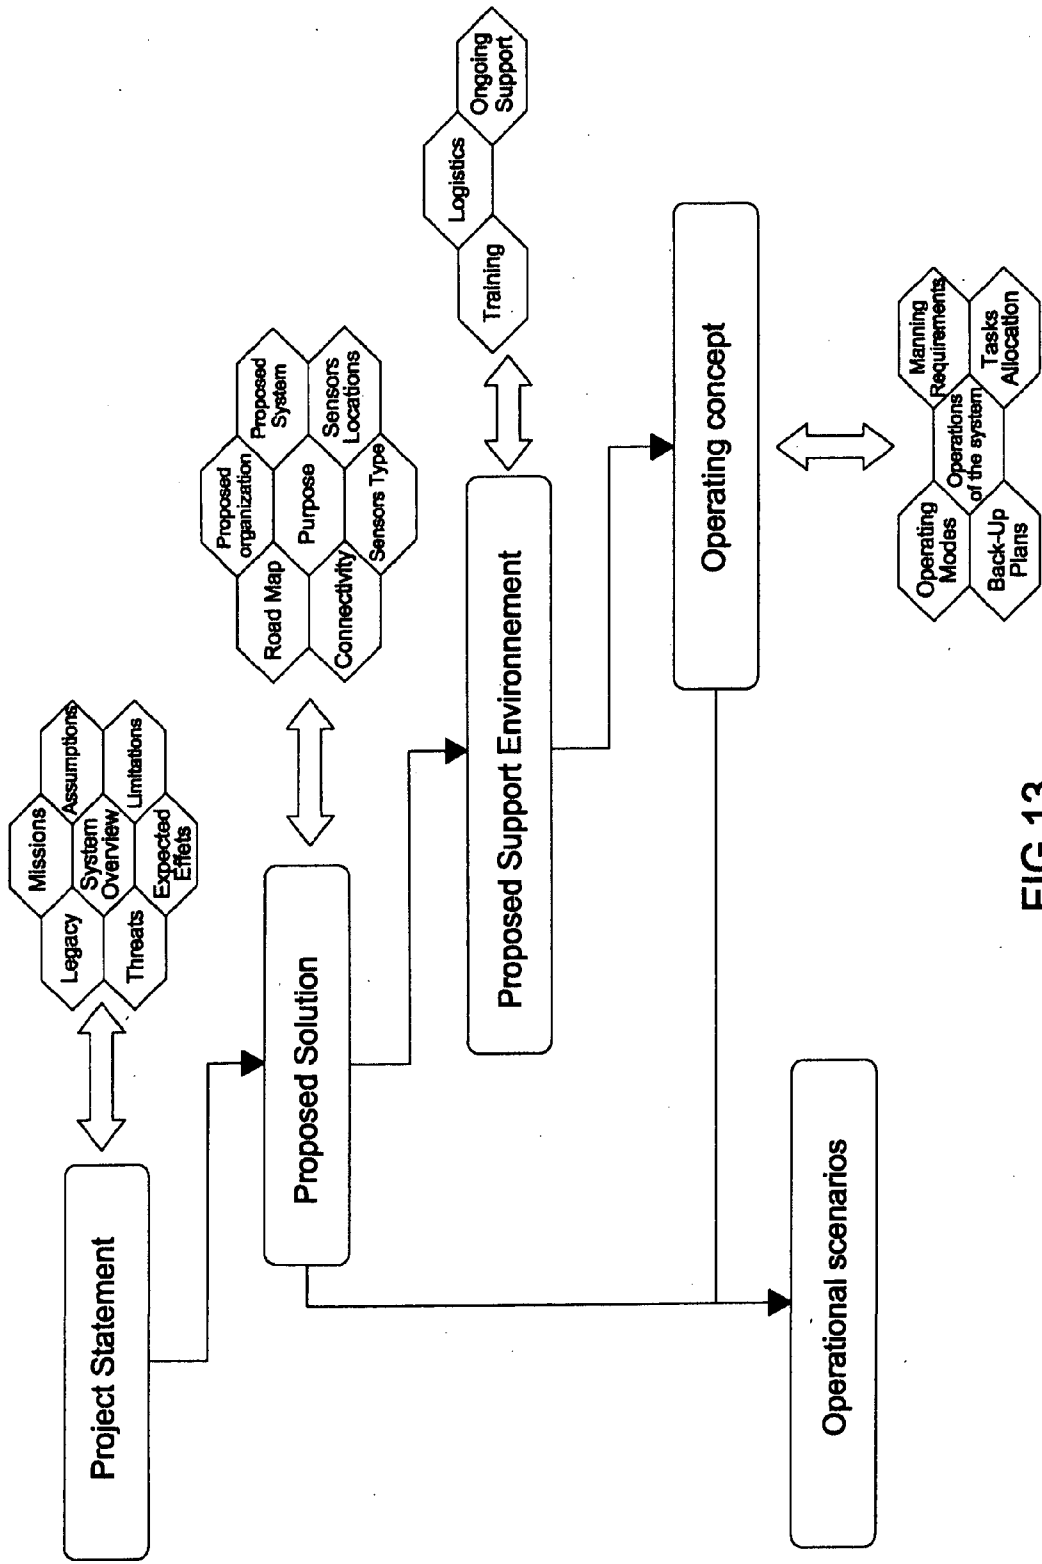 Project Statement
Legacy
Missions
Assumptions
System
Overview
Threats
Expected
Effets
Limitations
Proposed Solution
Road Map
Proposed
organization
Proposed
System
Purpose
Connectivity
Sensors Type
Sensors
Locations
Proposed Support Environnement
Training
Logistics
Ongoing
Support
Operating concept
Operating
Modes
Manning
Requirements
Operations
of the system
Back-Up
Plans
Tasks
Allocation
Operational scenarios
FIG.13